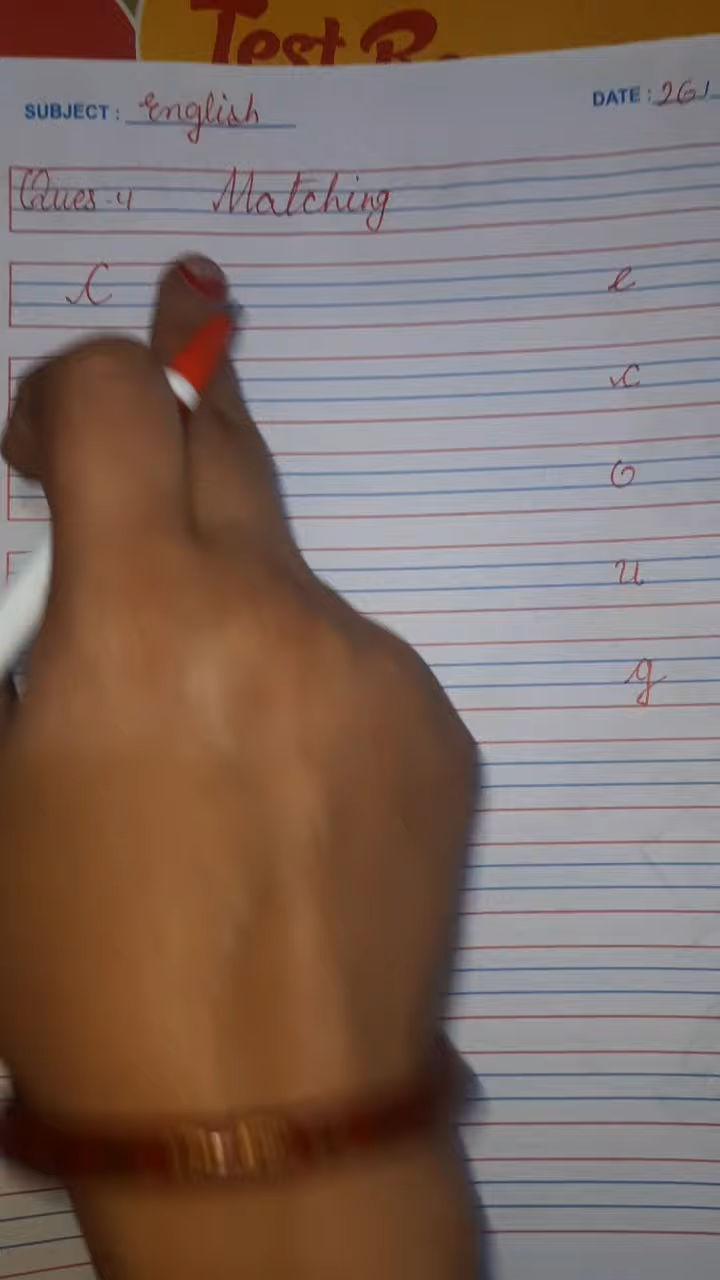 Test
SUBJECT : English
DATE : 26
Ques-4 Matching
C e
c
o
u
g